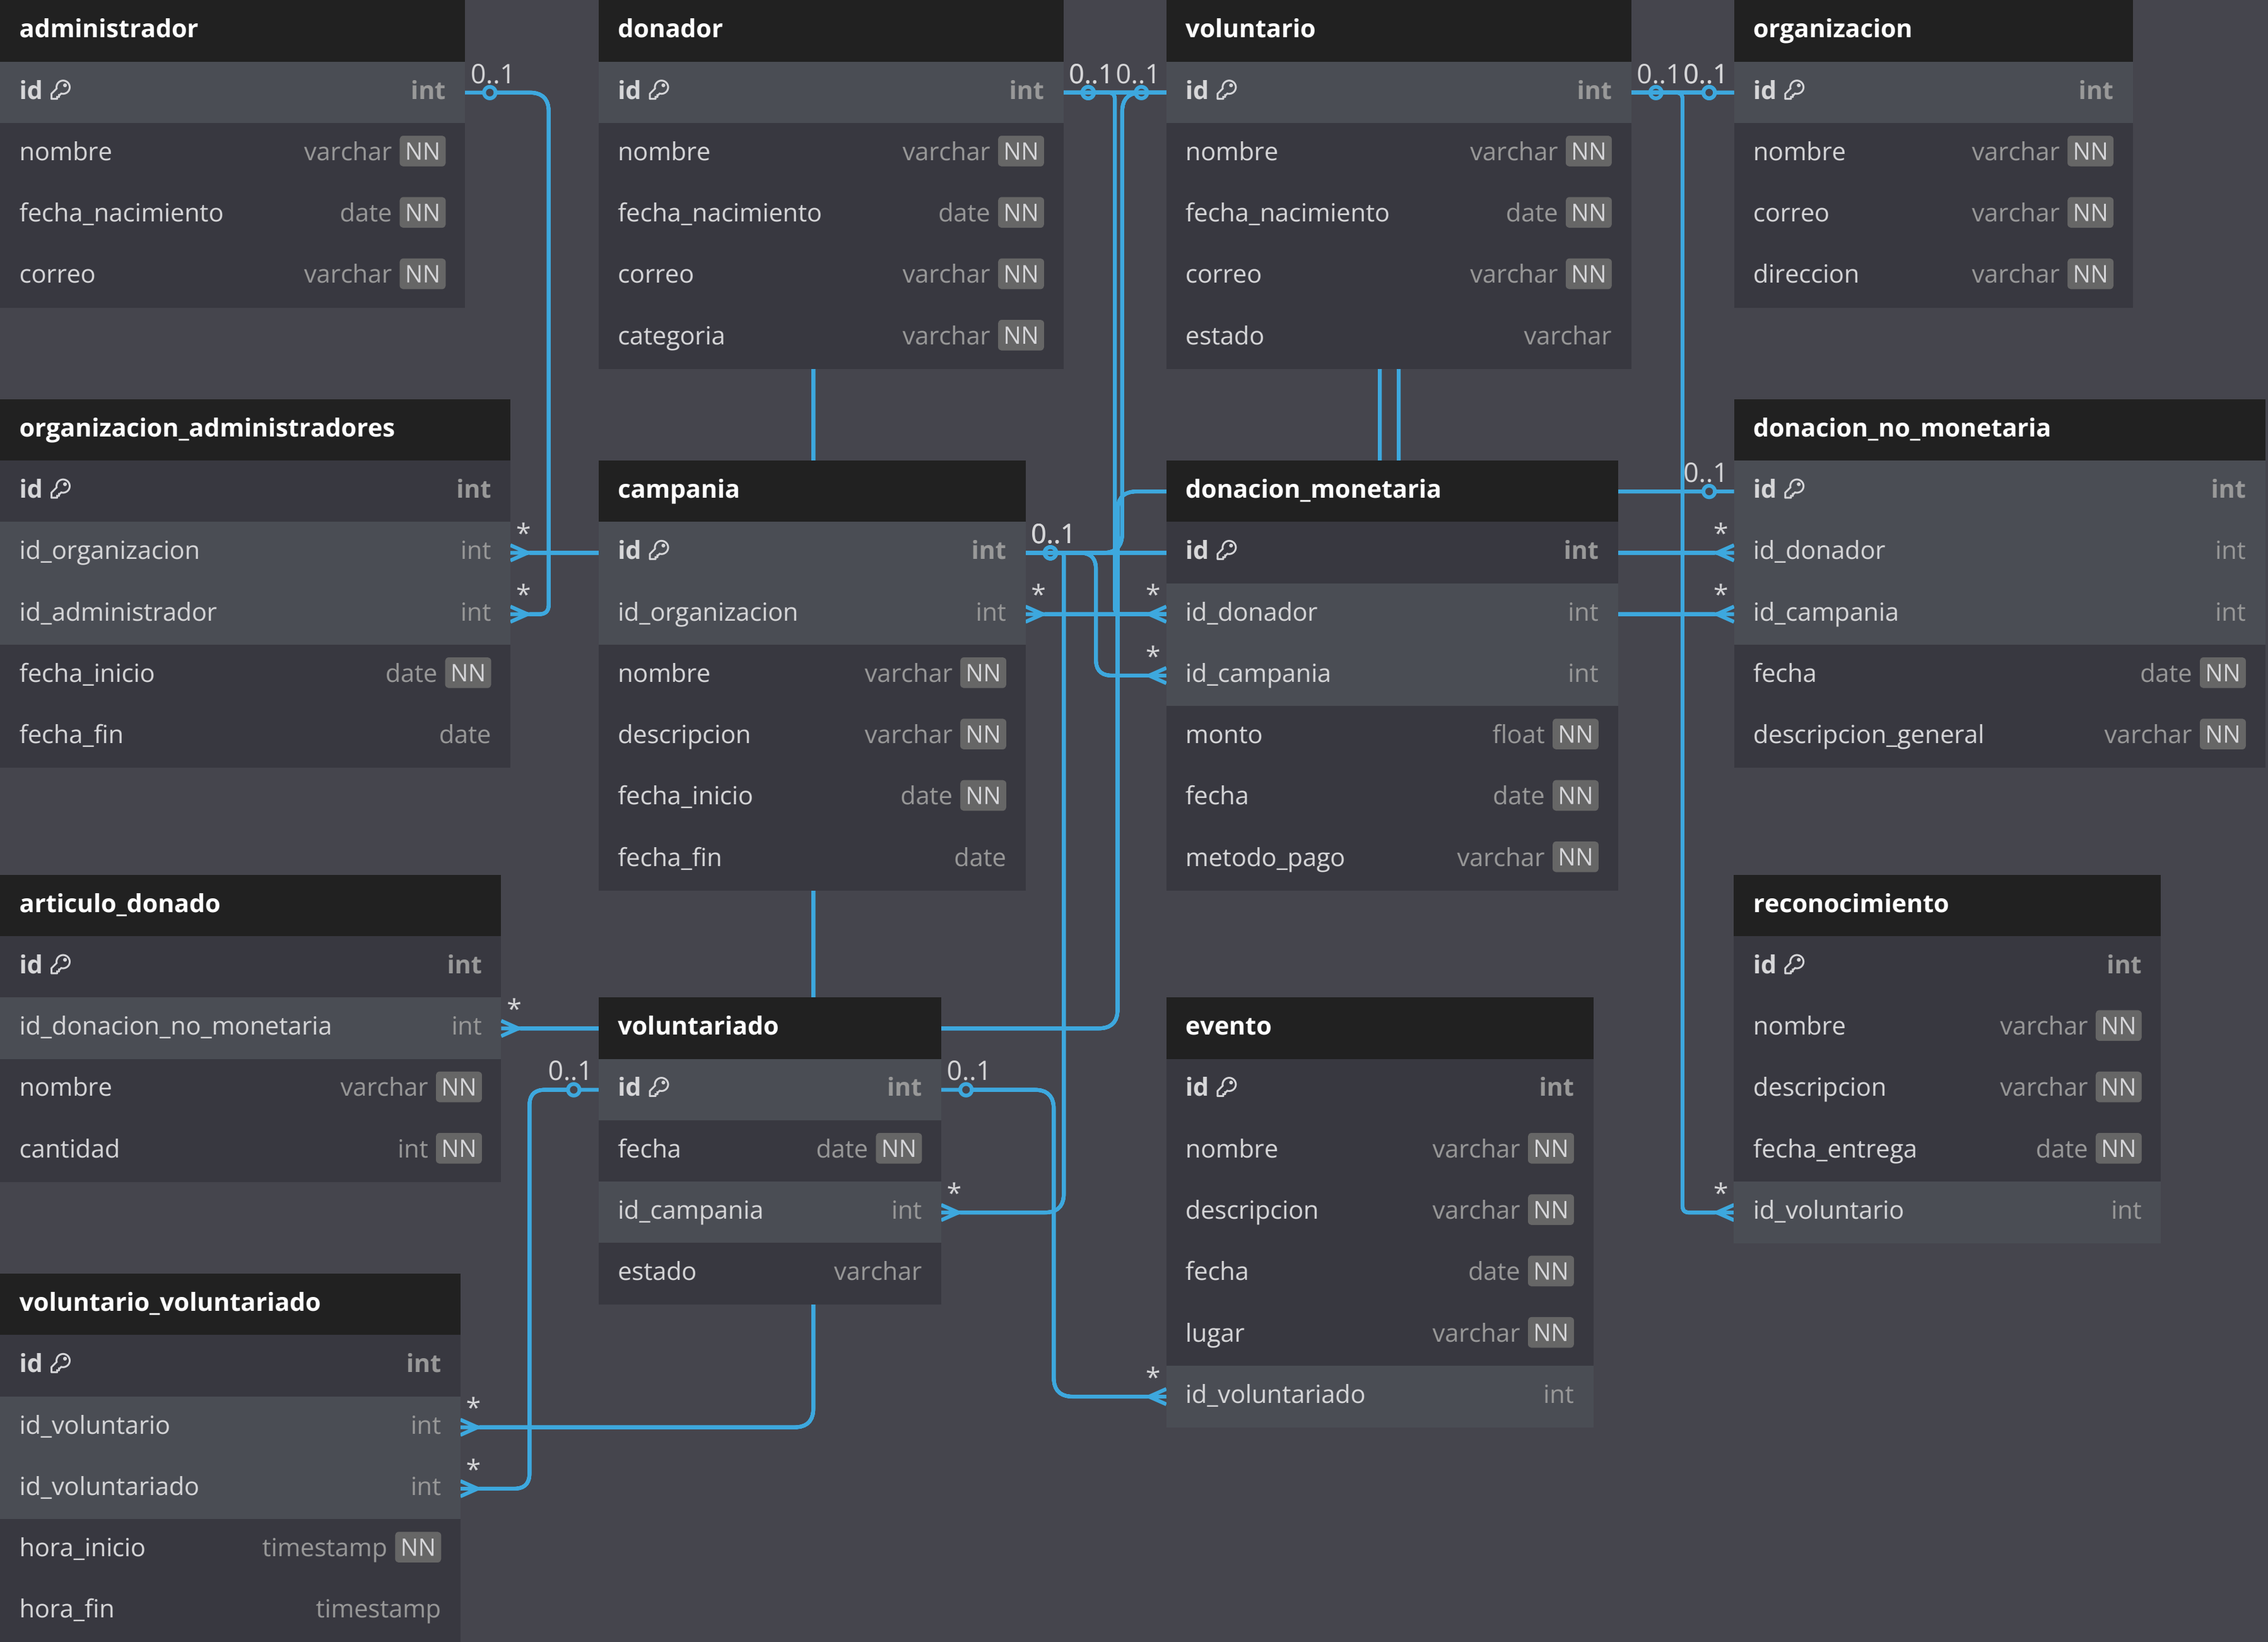 administrador
id int
nombre varchar NN
fecha_nacimiento date NN
correo varchar NN
0..1
donador
id int
nombre varchar NN
fecha_nacimiento date NN
correo varchar NN
categoria varchar NN
0..1 0..1
voluntario
id int
nombre varchar NN
fecha_nacimiento date NN
correo varchar NN
estado varchar
0..1 0..1
organizacion
id int
nombre varchar NN
correo varchar NN
direccion varchar NN
organizacion_administradores
id int
id_organizacion int *
id_administrador int *
fecha_inicio date NN
fecha_fin date
campania
id int 0..1
id_organizacion int *
nombre varchar NN
descripcion varchar NN
fecha_inicio date NN
fecha_fin date
donacion_monetaria
id int
* id_donador int
* id_campania int
monto float NN
fecha date NN
metodo_pago varchar NN
donacion_no_monetaria
0..1 id int
* id_donador int
* id_campania int
fecha date NN
descripcion_general varchar NN
articulo_donado
id int
id_donacion_no_monetaria int *
nombre varchar NN
cantidad int NN
voluntariado
0..1 id int 0..1
fecha date NN
id_campania int *
estado varchar
evento
id int
nombre varchar NN
descripcion varchar NN
fecha date NN
lugar varchar NN
* id_voluntariado int
reconocimiento
id int
nombre varchar NN
descripcion varchar NN
fecha_entrega date NN
* id_voluntario int
voluntario_voluntariado
id int
id_voluntario int *
id_voluntariado int *
hora_inicio timestamp NN
hora_fin timestamp